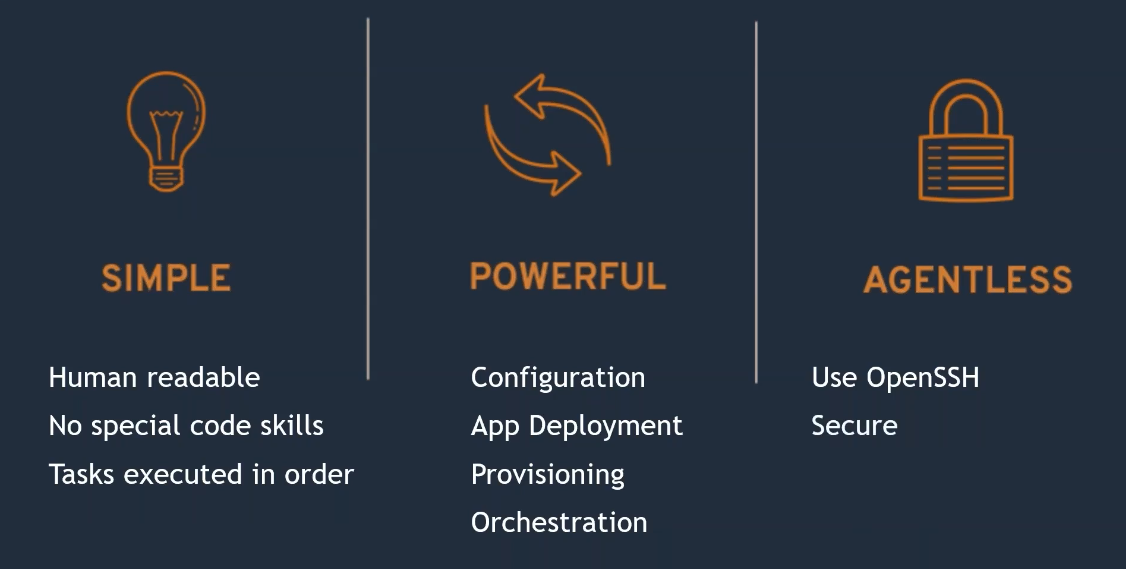 SIMPLE
Human readable
No special code skills
Tasks executed in order
POWERFUL
Configuration
App Deployment
Provisioning
Orchestration
AGENTLESS
Use OpenSSH
Secure